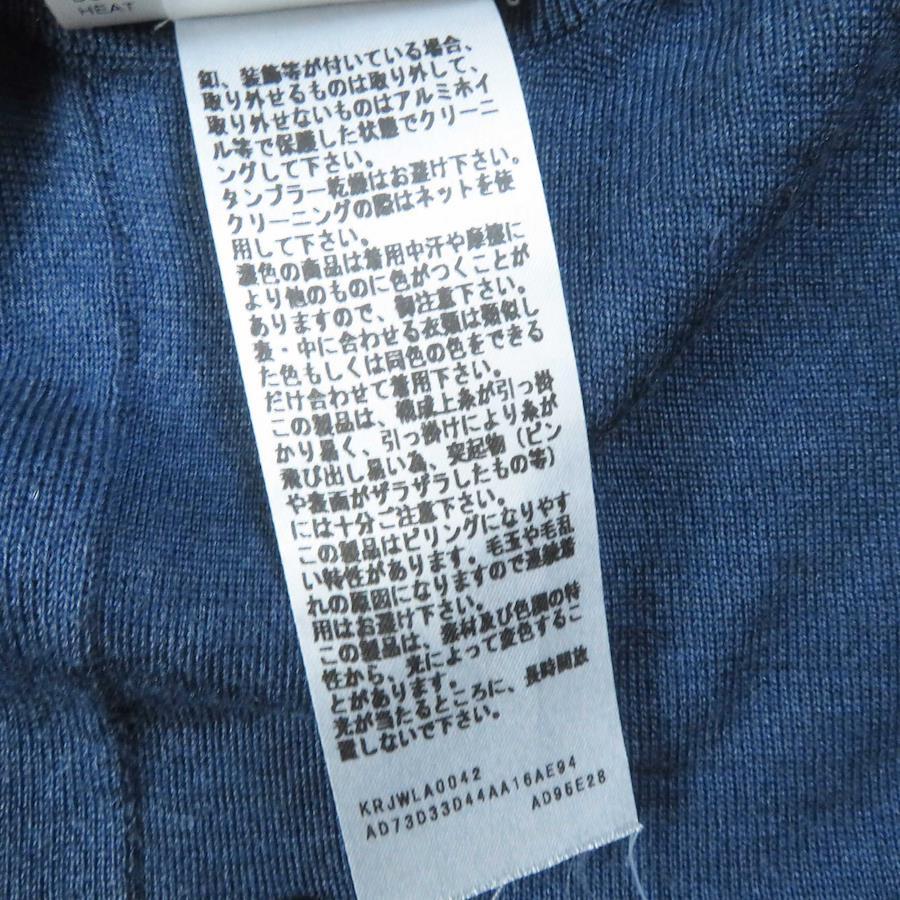 HEAT
釦、装飾等が付いている場合、
取り外せるものは取り外して、
取り外せないものはアルミホイ
ル等で保護した状態でクリーニ
ングして下さい。
タンブラー乾燥はお避け下さい。
クリーニングの際はネットを使
用して下さい。
濃色の商品は着用中汗や摩擦に
より他のものに色がつくことが
ありますので、御注意下さい。
表・中に合わせる衣類は類似し
た色もしくは同色の色をできる
だけ合わせて着用下さい。
この製品は、構成上糸が引っ掛
かり易く、引っ掛けにより糸が
飛び出し易い為、突起物（ピン
や表面がザラザラしたもの等）
には十分ご注意下さい。
この製品はピリングになりやす
い特性があります。毛玉や毛乱
れの原因になりますので連続着
用はお避け下さい。
この製品は、素材及び色調の特
性から、光によって変色するこ
とがあります。
光が当たるところに、長時間放
置しないで下さい。
KRJWLA0042
AD73D33D44AA16AE94
AD95E28